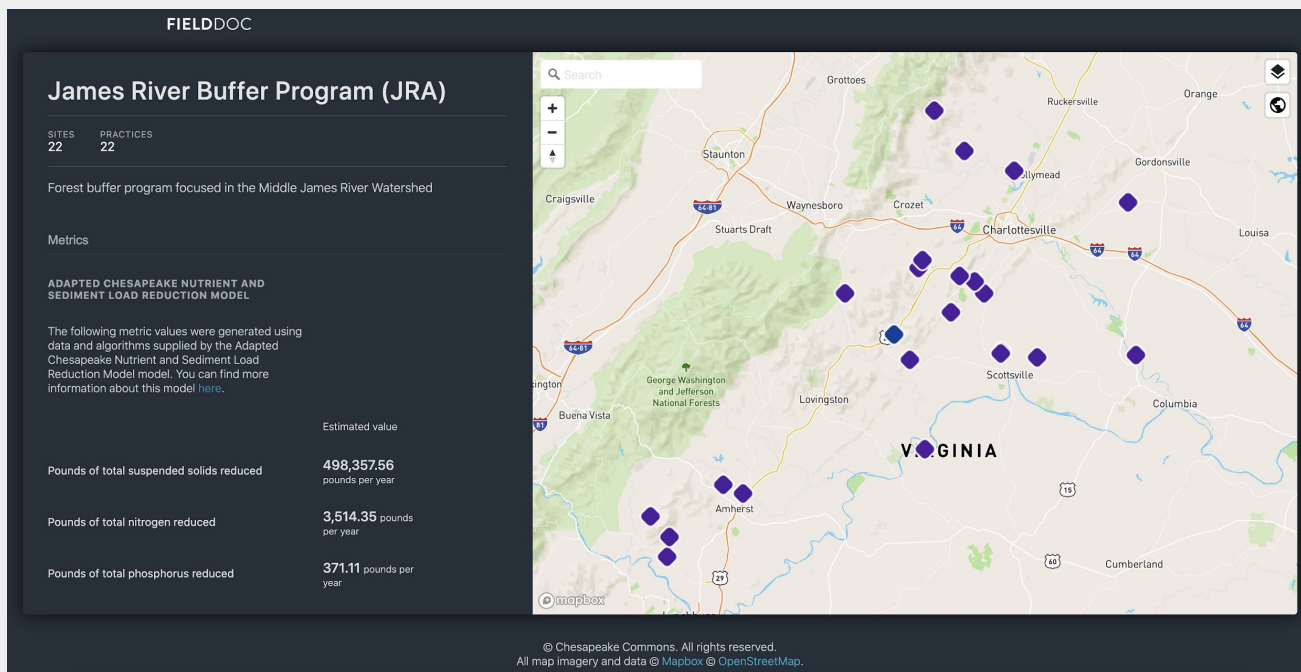 FIELDDOC
James River Buffer Program (JRA)
SITES
22
PRACTICES
22
Forest buffer program focused in the Middle James River Watershed
Metrics
ADAPTED CHESAPEAKE NUTRIENT AND
SEDIMENT LOAD REDUCTION MODEL
The following metric values were generated using
data and algorithms supplied by the Adapted
Chesapeake Nutrient and Sediment Load
Reduction Model model. You can find more
information about this model here.
Estimated value
Pounds of total suspended solids reduced
498,357.56
pounds per year
Pounds of total nitrogen reduced
3,514.35 pounds
per year
Pounds of total phosphorus reduced
371.11 pounds per
year
Search
Grottoes
Ruckersville
Orange
Staunton
Gordonsville
ollymead
Craigsville
64-81
Waynesboro
Crozet
Stuarts Draft
64
Charlottesville
Louisa
64
64
64
64-81
George Washington
and Jefferson
National Forests
ington
Scottsville
Lovingston
Columbia
Buena Vista
81
VIRGINIA
15
Amherst
60
Cumberland
29
mapbox
© Chesapeake Commons. All rights reserved.
All map imagery and data © Mapbox © OpenStreetMap.